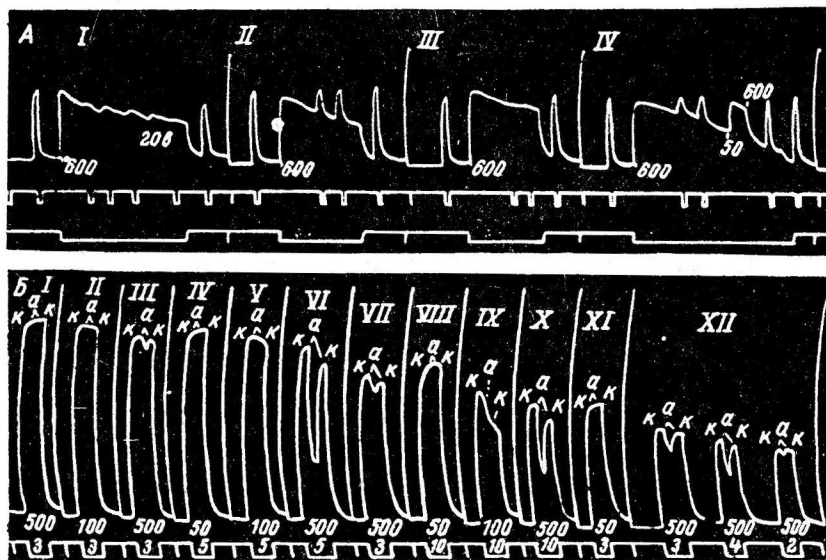 А I II III IV
600
20в
600 600 600 50
600
Б I II III IV V VI VII VIII IX X XI XII
а а а а а а а а а а а
к к к к к к к к к к к к к к к к к к к к к к а а а
к к к к к к
500 100 500 50 100 500 500 50 100 500 50 500 500 500
3 3 3 5 5 5 3 10 10 10 3 3 4 2